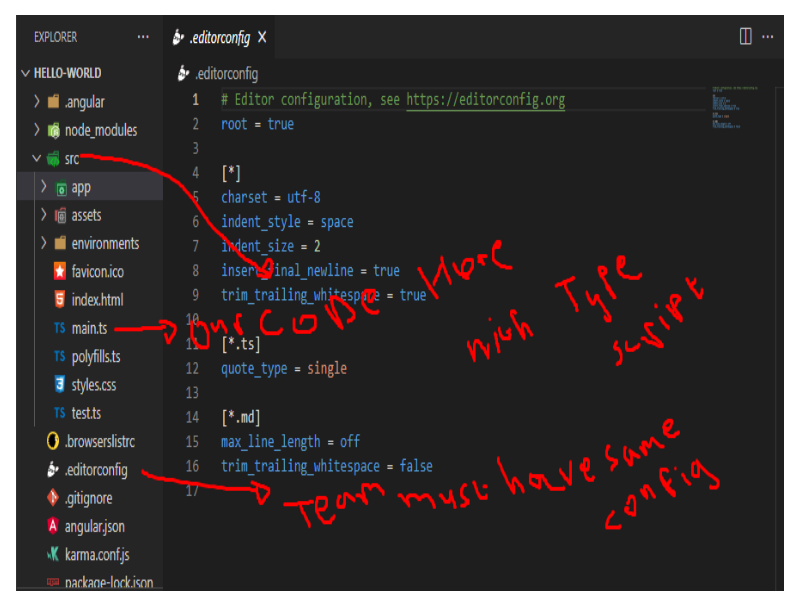 EXPLORER ...
.editorconfig ×
...
HELLO-WORLD
.editorconfig
.angular
node_modules
src
app
assets
environments
favicon.ico
index.html
TS main.ts
TS polyfills.ts
styles.css
TS test.ts
.browserslistrc
.editorconfig
.gitignore
angular.json
karma.conf.js
package-lock.json
1 # Editor configuration, see https://editorconfig.org
2 root = true
3
4 [*]
5 charset = utf-8
6 indent_style = space
7 indent_size = 2
8 insert_final_newline = true
9 trim_trailing_whitespace = true
10
11 [*.ts]
12 quote_type = single
13
14 [*.md]
15 max_line_length = off
16 trim_trailing_whitespace = false
17
our CODE Here
with Type
script
Team must have same
config